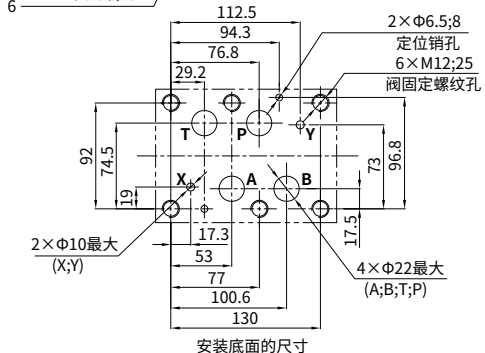 6
112.5
94.3
76.8
29.2
2×Φ6.5;8
定位销孔
6×M12;25
阀固定螺纹孔
T
P
Y
92
74.5
19
73
96.8
X
A
B
17.5
2×Φ10最大
(X;Y)
17.3
53
77
100.6
130
4×Φ22最大
(A;B;T;P)
安装底面的尺寸